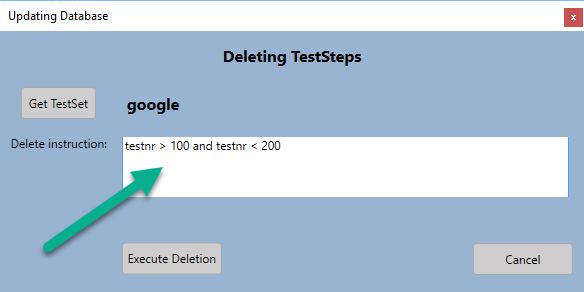 Updating Database
x
Deleting TestSteps
Get TestSet
google
Delete instruction:
testnr > 100 and testnr < 200
Execute Deletion
Cancel